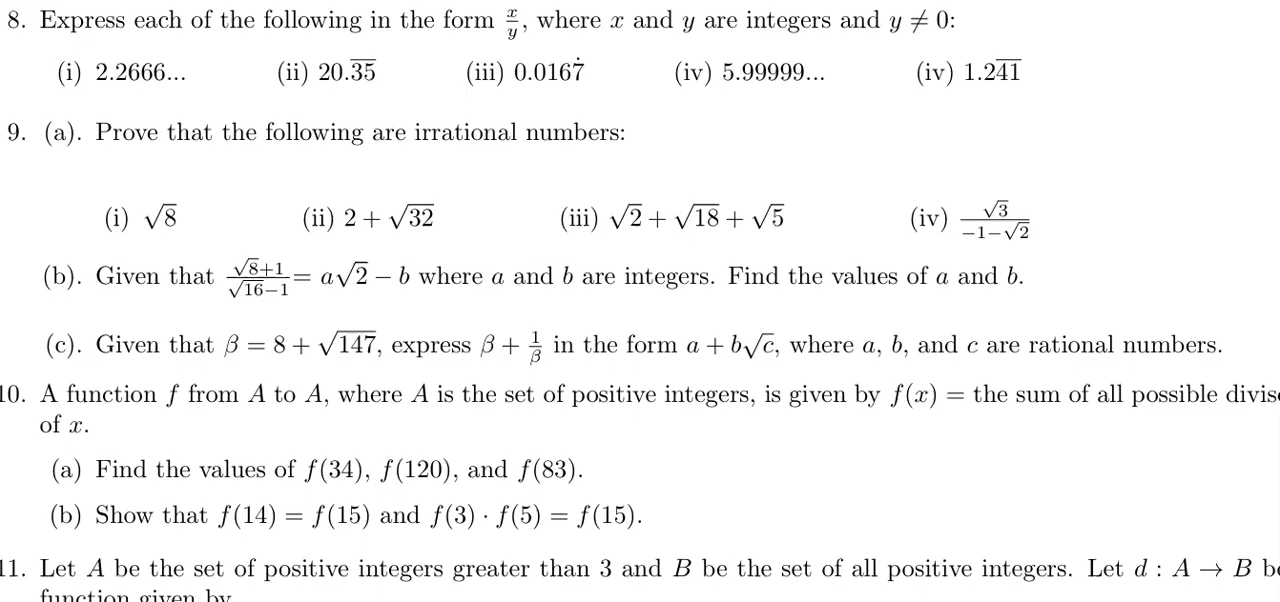 8. Express each of the following in the form x/y, where x and y are integers and y ≠ 0:
(i) 2.2666... (ii) 20.3̅5̅ (iii) 0.0167̇ (iv) 5.99999... (iv) 1.24̅1̅
9. (a). Prove that the following are irrational numbers:
(i) √8 (ii) 2 + √32 (iii) √2 + √18 + √5 (iv) √3/(−1−√2)
(b). Given that (√8+1)/(√16−1) = a√2 − b where a and b are integers. Find the values of a and b.
(c). Given that β = 8 + √147, express β + 1/β in the form a + b√c, where a, b, and c are rational numbers.
10. A function f from A to A, where A is the set of positive integers, is given by f(x) = the sum of all possible
of x.
(a) Find the values of f(34), f(120), and f(83).
(b) Show that f(14) = f(15) and f(3) · f(5) = f(15).
11. Let A be the set of positive integers greater than 3 and B be the set of all positive integers. Let d : A → B
function given by